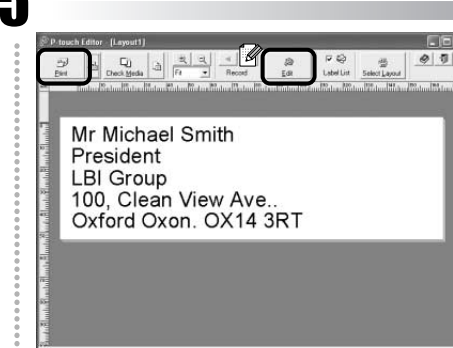 5
P-touch Editor - [Layout1]
Print Check Media Fit Record Edit Label List Select Layout
Mr Michael Smith
President
LBI Group
100, Clean View Ave..
Oxford Oxon. OX14 3RT